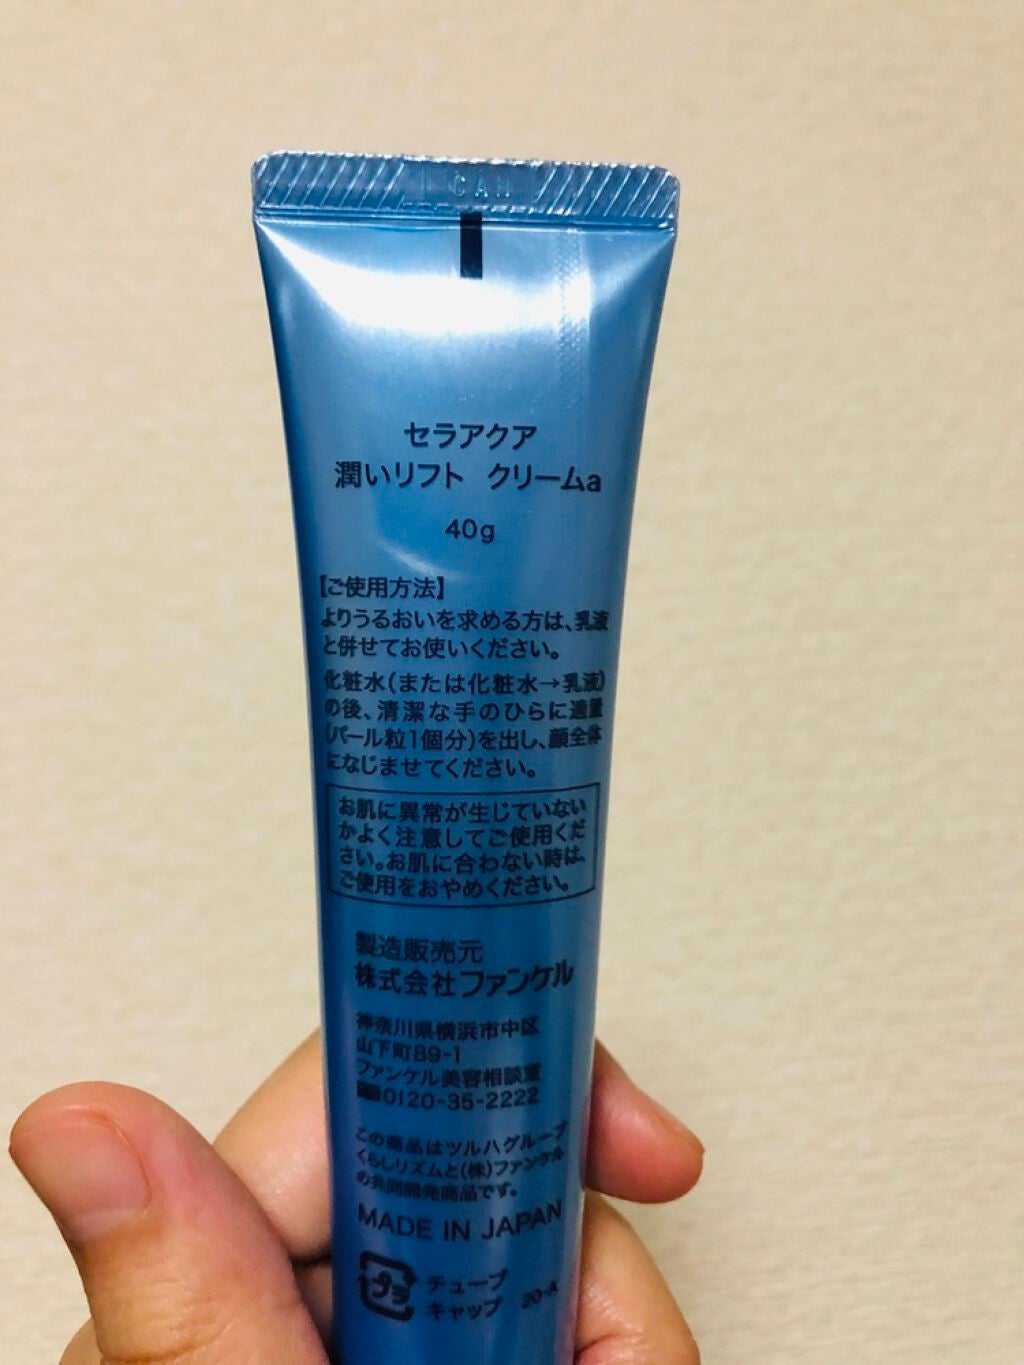 セラアクア
潤いリフト クリームa
40g
【ご使用方法】
よりうるおいを求める方は、乳液
と併せてお使いください。
化粧水(または化粧水→乳液)
の後、清潔な手のひらに適量
(パール粒1個分)を出し、顔全体
になじませてください。
お肌に異常が生じていない
かよく注意してご使用くだ
さい。お肌に合わない時は、
ご使用をおやめください。
製造販売元
株式会社ファンケル
神奈川県横浜市中区
山下町89-1
ファンケル美容相談室
0120-35-2222
この商品はツルハグループ
くらしリズムと(株)ファンケル
の共同開発商品です。
MADE IN JAPAN
プラ
チューブ
キャップ 20-A